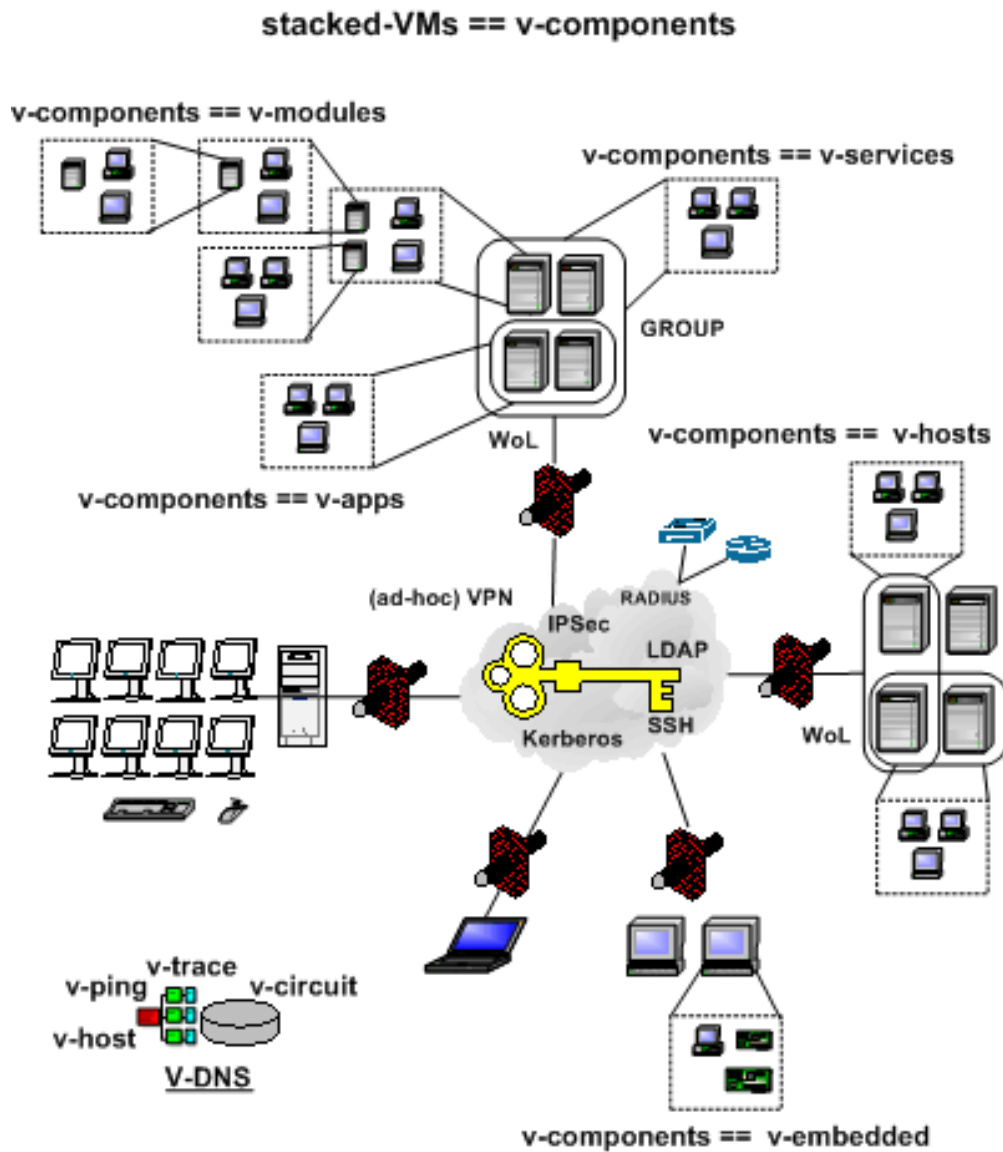 stacked-VMs == v-components
v-components == v-modules
v-components == v-services
GROUP
WoL
v-components == v-hosts
v-components == v-apps
(ad-hoc) VPN
RADIUS
IPSec
LDAP
SSH
Kerberos
WoL
v-trace
v-ping
v-circuit
v-host
V-DNS
v-components == v-embedded